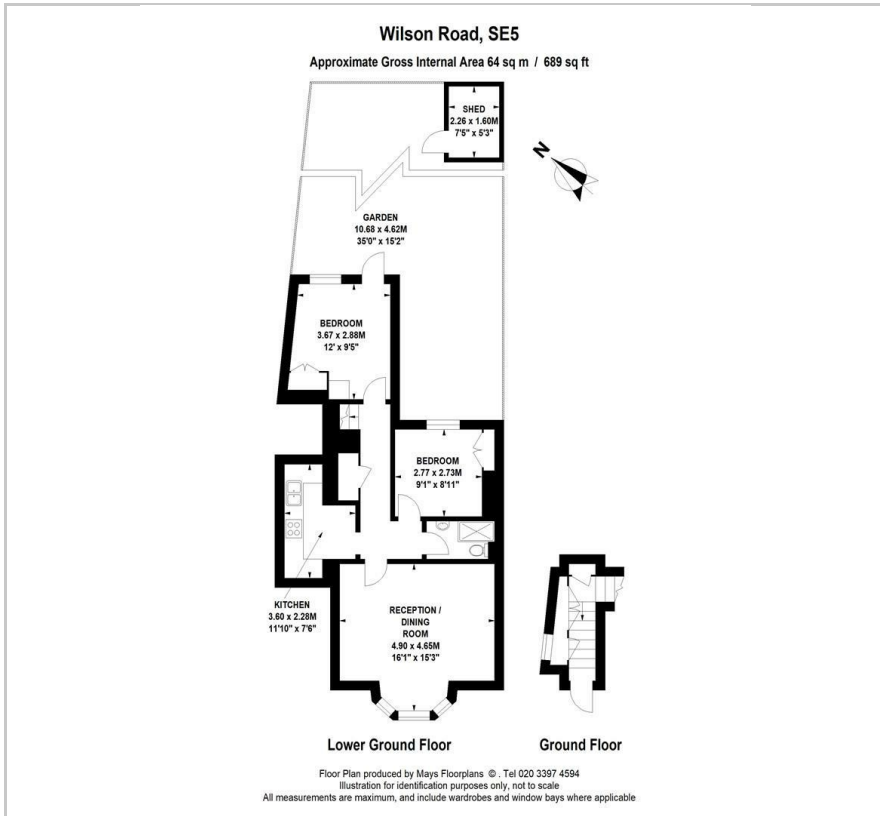 Wilson Road, SE5
Approximate Gross Internal Area 64 sq m / 689 sq ft
SHED
2.26 x 1.60M
7'5" x 5'3"
N
GARDEN
10.68 x 4.62M
35'0" x 15'2"
BEDROOM
3.67 x 2.88M
12' x 9'5"
BEDROOM
2.77 x 2.73M
9'1" x 8'11"
KITCHEN
3.60 x 2.28M
11'10" x 7'6"
RECEPTION /
DINING
ROOM
4.90 x 4.65M
16'1" x 15'3"
Lower Ground Floor
Ground Floor
Floor Plan produced by Mays Floorplans © . Tel 020 3397 4594
Illustration for identification purposes only, not to scale
All measurements are maximum, and include wardrobes and window bays where applicable